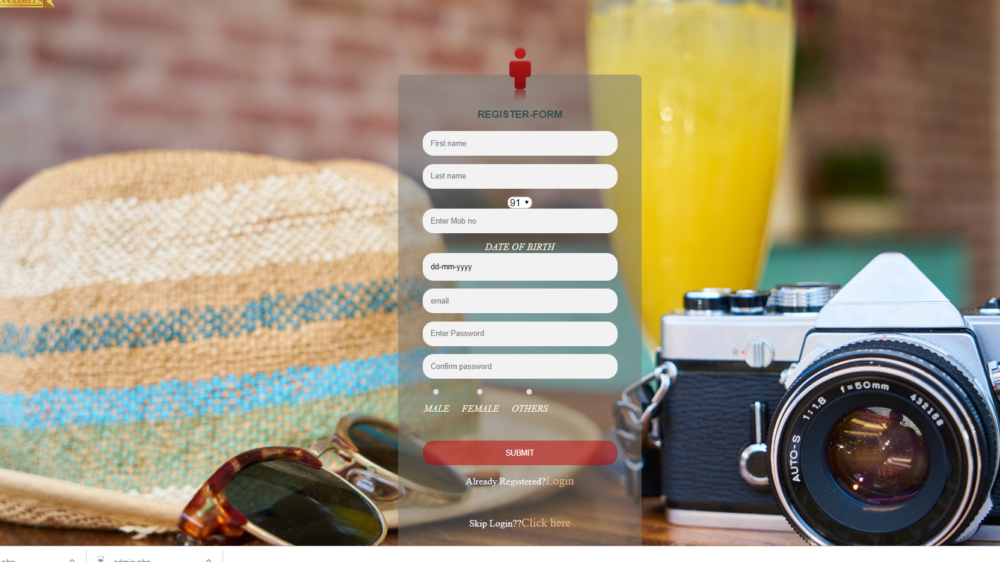 REGISTER-FORM
First name
Last name
91
Enter Mob no
DATE OF BIRTH
dd-mm-yyyy
email
Enter Password
Confirm password
MALE FEMALE OTHERS
SUBMIT
Already Registered?Login
Skip Login??Click here
R
AUTO-S 1:1.8 f=50mm 432158
.php
admin.php